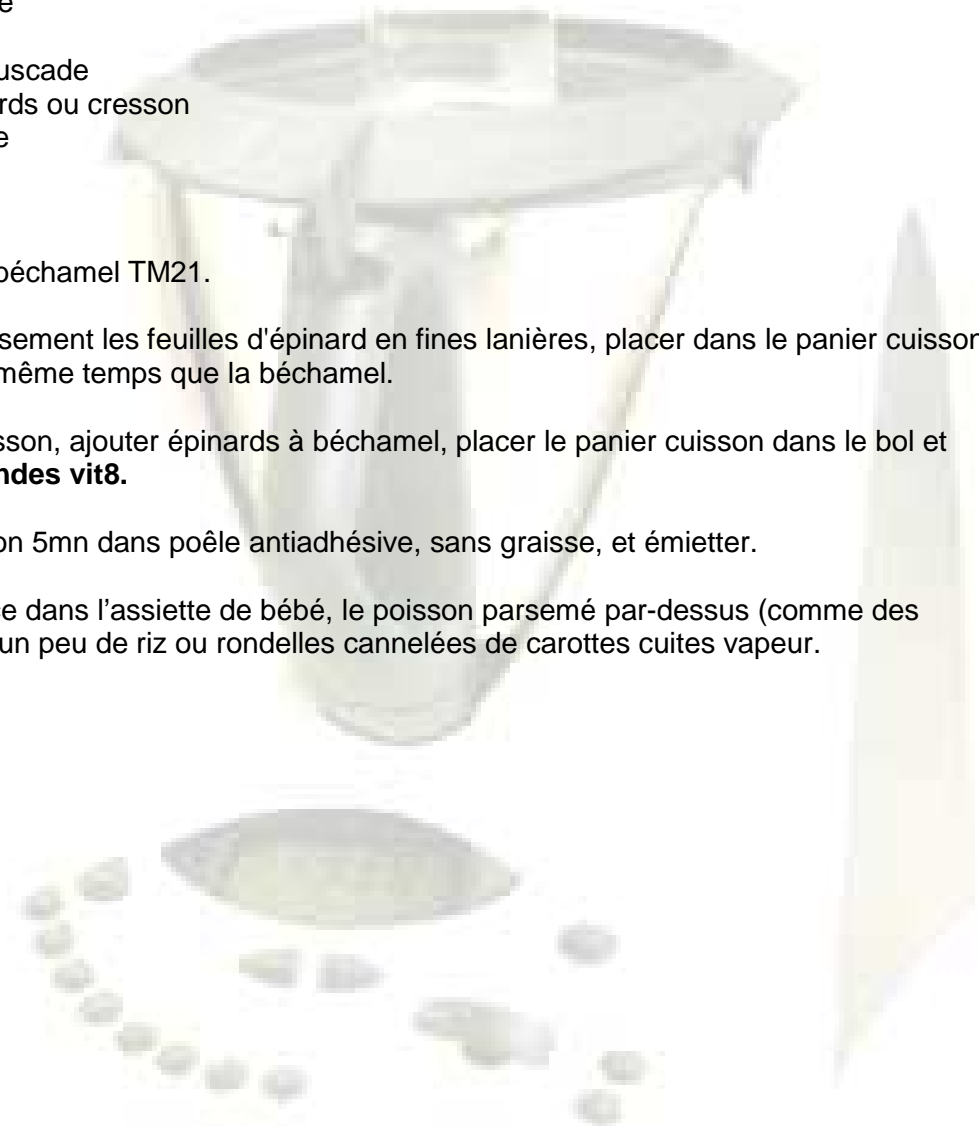 e
uscade
rds ou cresson
e
béchamel TM21.
sement les feuilles d'épinard en fines lanières, placer dans le panier cuisson
même temps que la béchamel.
sson, ajouter épinards à béchamel, placer le panier cuisson dans le bol et
ndes vit8.
on 5mn dans poêle antiadhésive, sans graisse, et émietter.
ce dans l'assiette de bébé, le poisson parsemé par-dessus (comme des
un peu de riz ou rondelles cannelées de carottes cuites vapeur.